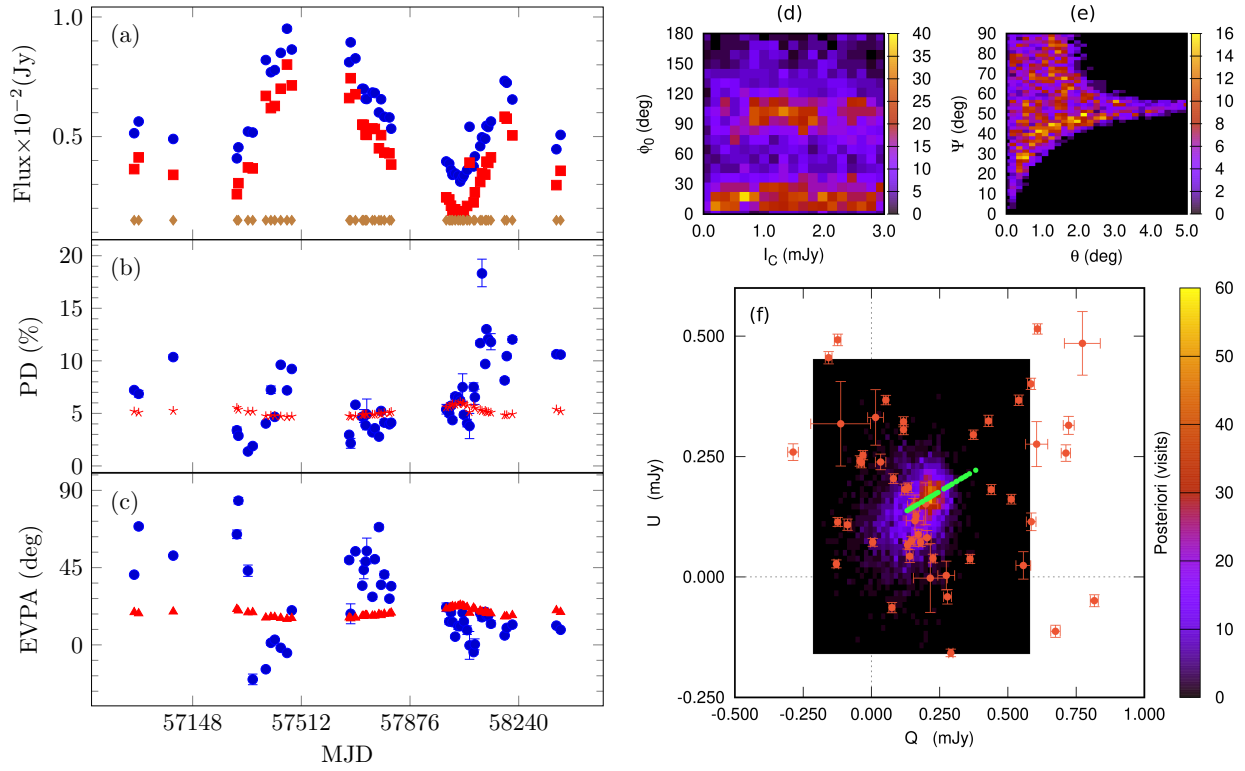 (a)
Flux×10⁻²(Jy)
1.0
0.5
(b)
PD (%)
20
15
10
5
0
(c)
EVPA (deg)
90
45
0
57148 57512 57876 58240
MJD
(d)
ϕ₀ (deg)
180
150
120
90
60
30
0
0.0 1.0 2.0 3.0
I_C (mJy)
40
35
30
25
20
15
10
5
0
(e)
Ψ (deg)
90
80
70
60
50
40
30
20
10
0
0.0 1.0 2.0 3.0 4.0 5.0
θ (deg)
16
14
12
10
8
6
4
2
0
(f)
U (mJy)
0.500
0.250
0.000
-0.250
-0.500 -0.250 0.000 0.250 0.500 0.750 1.000
Q (mJy)
Posteriori (visits)
60
50
40
30
20
10
0